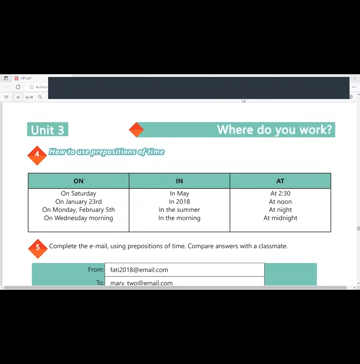 Unit 3
Where do you work?
4
How to use prepositions of time
ON IN AT
On Saturday In May At 2:30
On January 23rd In 2018 At noon
On Monday, February 5th In the summer At night
On Wednesday morning In the morning At midnight
5 Complete the e-mail, using prepositions of time. Compare answers with a classmate.
From: fati2018@email.com
To: mary_two@email.com